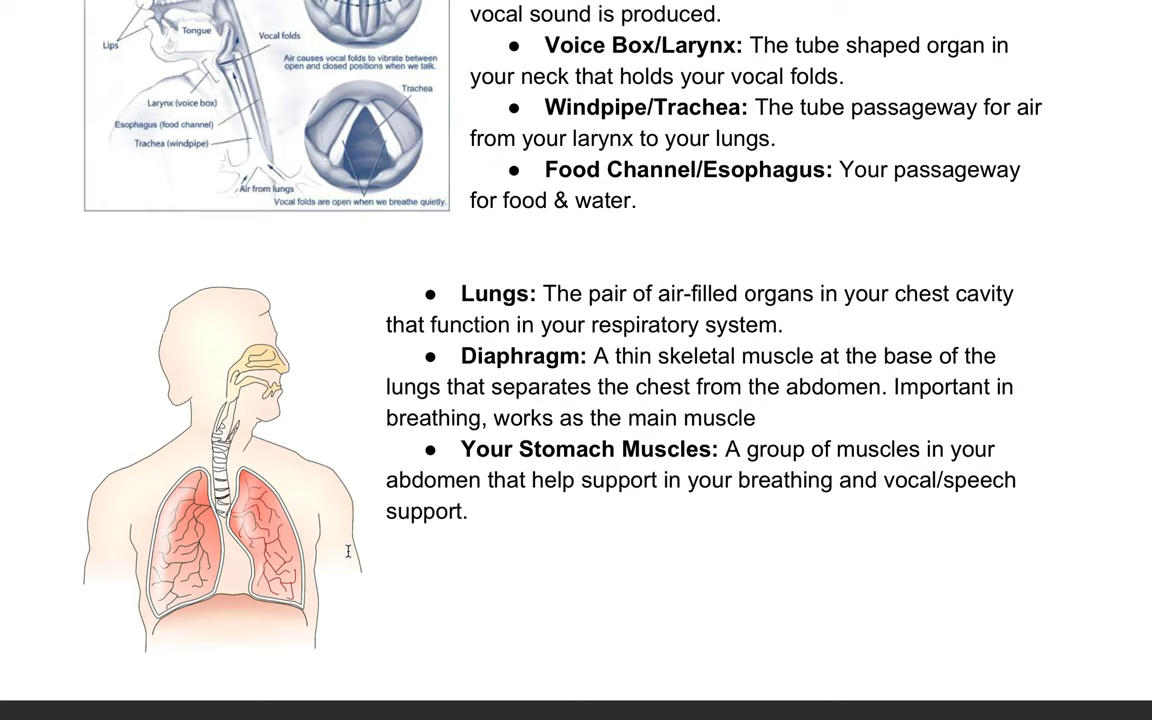 Tongue
Lips
Vocal folds
Air causes vocal folds to vibrate between
open and closed positions when we talk.
Trachea
Larynx (voice box)
Esophagus (food channel)
Trachea (windpipe)
Air from lungs
Vocal folds are open when we breathe quietly.
vocal sound is produced.
● Voice Box/Larynx: The tube shaped organ in
your neck that holds your vocal folds.
● Windpipe/Trachea: The tube passageway for air
from your larynx to your lungs.
● Food Channel/Esophagus: Your passageway
for food & water.
● Lungs: The pair of air-filled organs in your chest cavity
that function in your respiratory system.
● Diaphragm: A thin skeletal muscle at the base of the
lungs that separates the chest from the abdomen. Important in
breathing, works as the main muscle
● Your Stomach Muscles: A group of muscles in your
abdomen that help support in your breathing and vocal/speech
support.